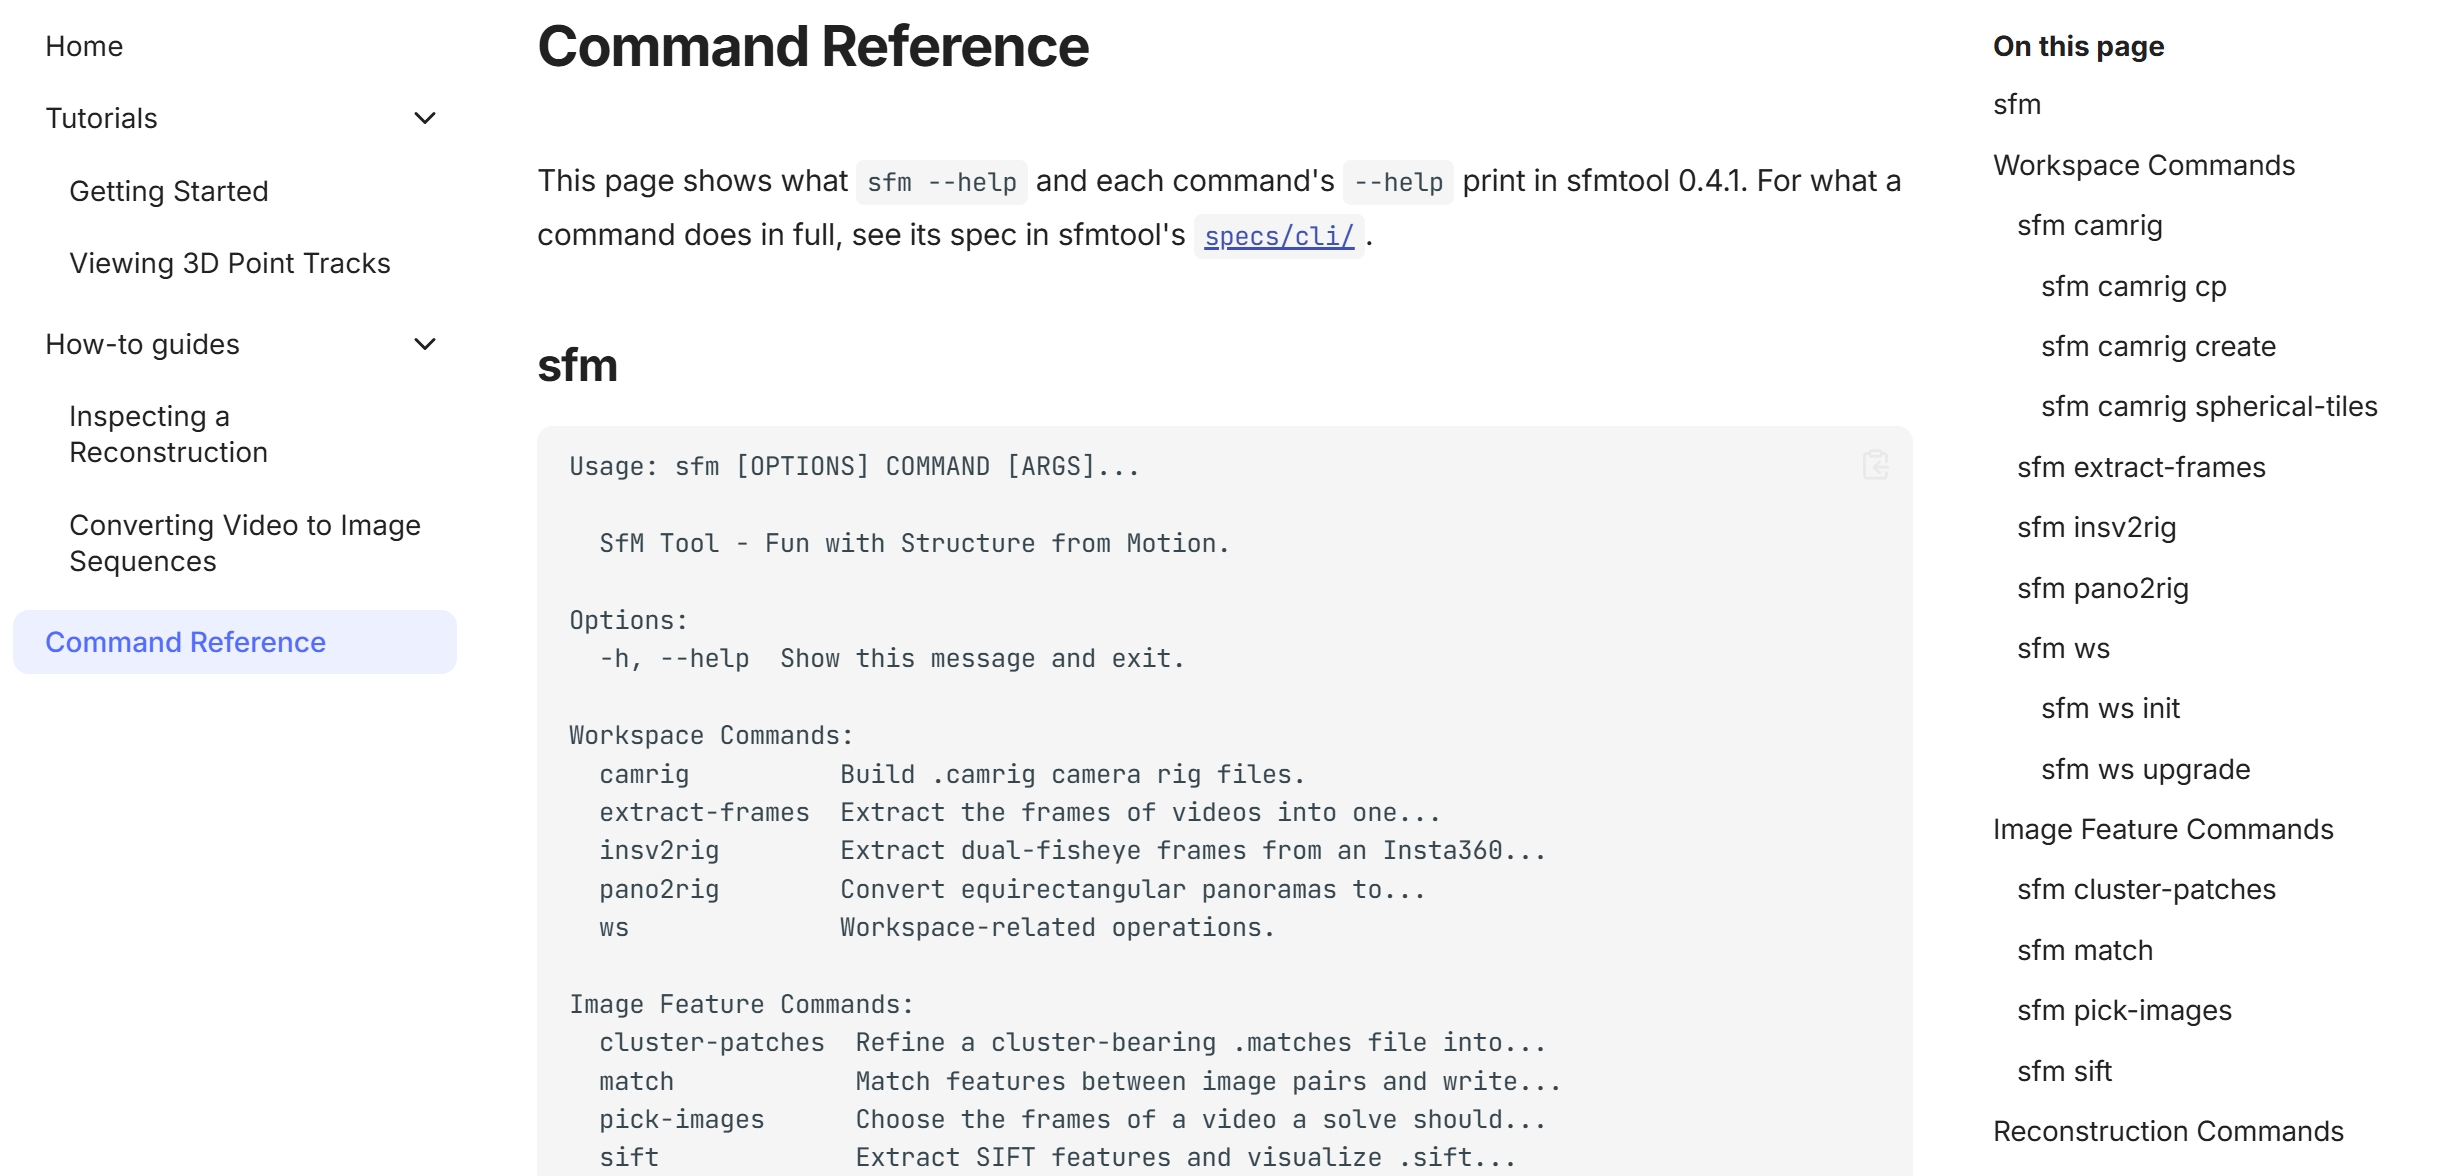 Home
Tutorials
Getting Started
Viewing 3D Point Tracks
How-to guides
Inspecting a
Reconstruction
Converting Video to Image
Sequences
Command Reference
Command Reference
This page shows what sfm --help and each command's --help print in sfmtool 0.4.1. For what a
command does in full, see its spec in sfmtool's specs/cli/.
sfm
Usage: sfm [OPTIONS] COMMAND [ARGS]...
SfM Tool - Fun with Structure from Motion.
Options:
-h, --help  Show this message and exit.
Workspace Commands:
camrig          Build .camrig camera rig files.
extract-frames  Extract the frames of videos into one...
insv2rig        Extract dual-fisheye frames from an Insta360...
pano2rig        Convert equirectangular panoramas to...
ws              Workspace-related operations.
Image Feature Commands:
cluster-patches  Refine a cluster-bearing .matches file into...
match            Match features between image pairs and write...
pick-images      Choose the frames of a video a solve should...
sift             Extract SIFT features and visualize .sift...
On this page
sfm
Workspace Commands
sfm camrig
sfm camrig cp
sfm camrig create
sfm camrig spherical-tiles
sfm extract-frames
sfm insv2rig
sfm pano2rig
sfm ws
sfm ws init
sfm ws upgrade
Image Feature Commands
sfm cluster-patches
sfm match
sfm pick-images
sfm sift
Reconstruction Commands